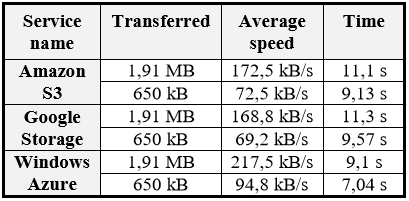 Service name Transferred Average speed Time
Amazon S3 1,91 MB 172,5 kB/s 11,1 s
650 kB 72,5 kB/s 9,13 s
Google Storage 1,91 MB 168,8 kB/s 11,3 s
650 kB 69,2 kB/s 9,57 s
Windows Azure 1,91 MB 217,5 kB/s 9,1 s
650 kB 94,8 kB/s 7,04 s